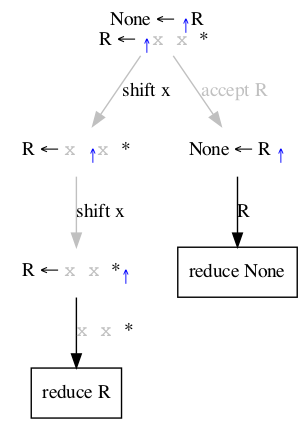 None ← ↑R
R ← ↑x x *
shift x
accept R
R ← x ↑x *
None ← R ↑
shift x
R
R ← x x *↑
reduce None
x x *
reduce R